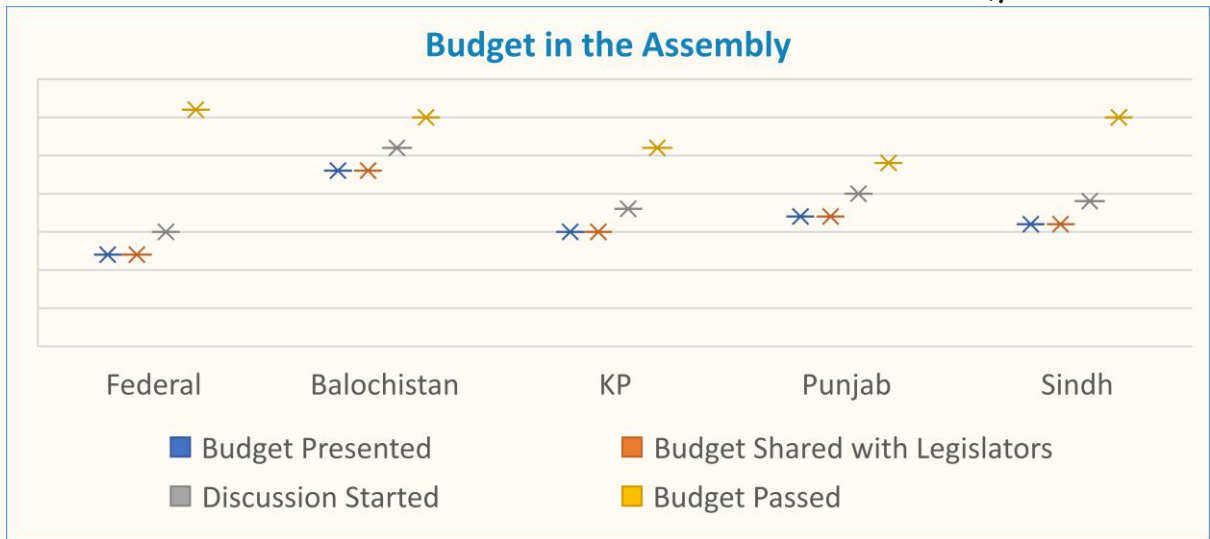 Budget in the Assembly
Federal Balochistan KP Punjab Sindh
Budget Presented Budget Shared with Legislators
Discussion Started Budget Passed